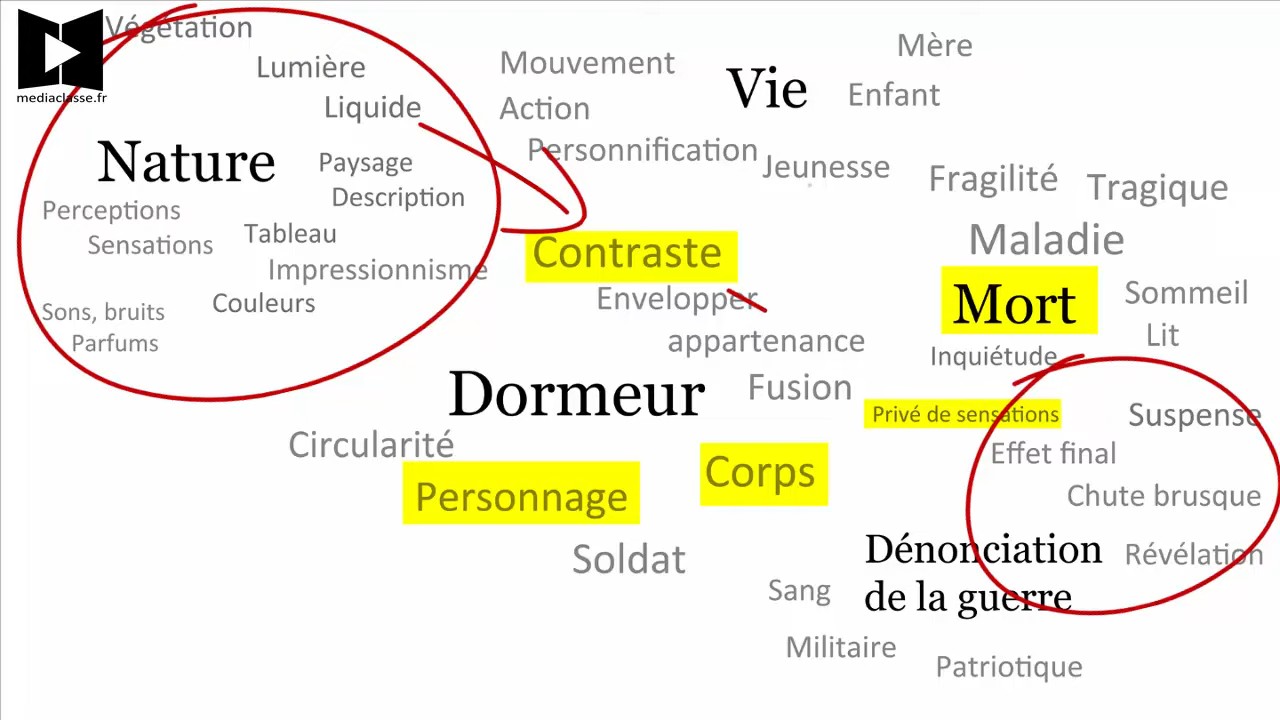 Végétation
Lumière
Liquide
mediaclasse.fr
Nature
Paysage
Description
Perceptions
Sensations
Tableau
Impressionnisme
Couleurs
Sons, bruits
Parfums
Mouvement
Action
Personnification
Vie
Mère
Enfant
Jeunesse
Fragilité
Tragique
Maladie
Contraste
Envelopper
appartenance
Mort
Sommeil
Lit
Inquiétude
Dormeur
Fusion
Privé de sensations
Suspense
Effet final
Chute brusque
Circularité
Personnage
Corps
Soldat
Dénonciation
de la guerre
Révélation
Sang
Militaire
Patriotique